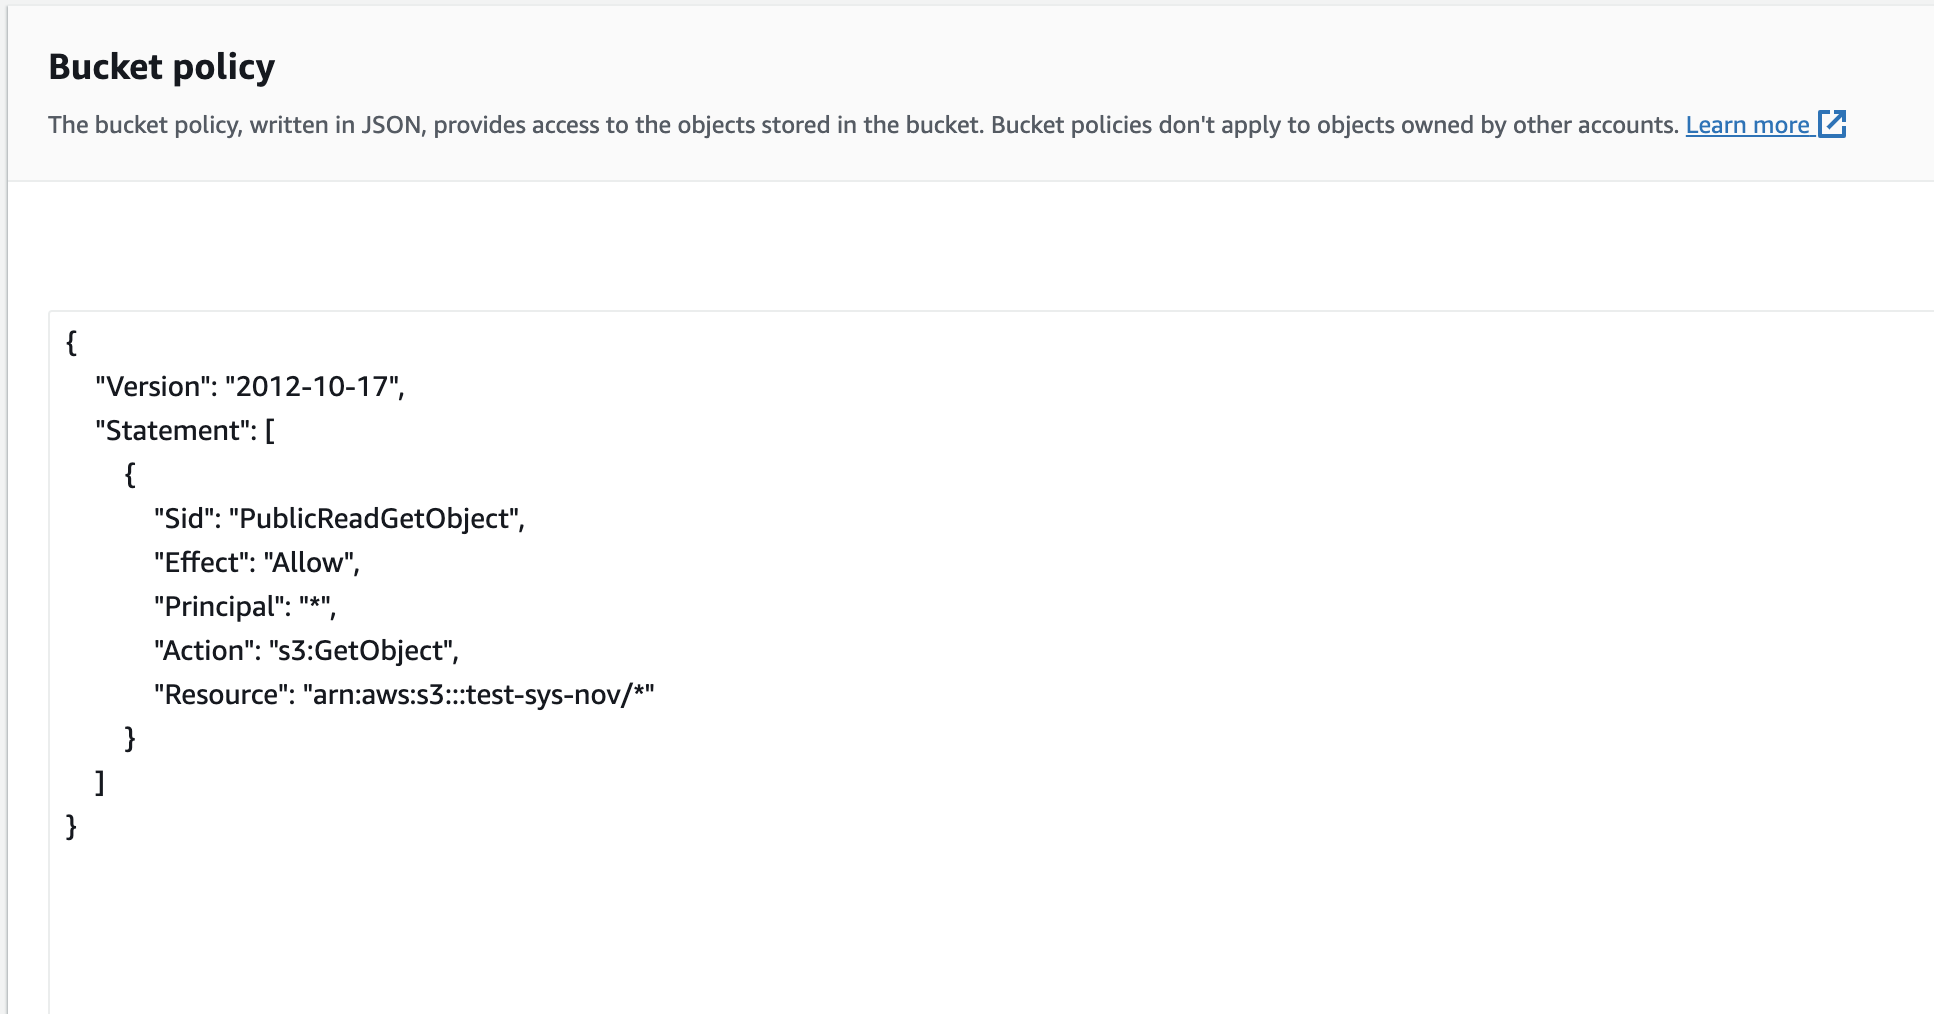 Bucket policy
The bucket policy, written in JSON, provides access to the objects stored in the bucket. Bucket policies don't apply to objects owned by other accounts. Learn more
{
"Version": "2012-10-17",
"Statement": [
{
"Sid": "PublicReadGetObject",
"Effect": "Allow",
"Principal": "*",
"Action": "s3:GetObject",
"Resource": "arn:aws:s3:::test-sys-nov/*"
}
]
}